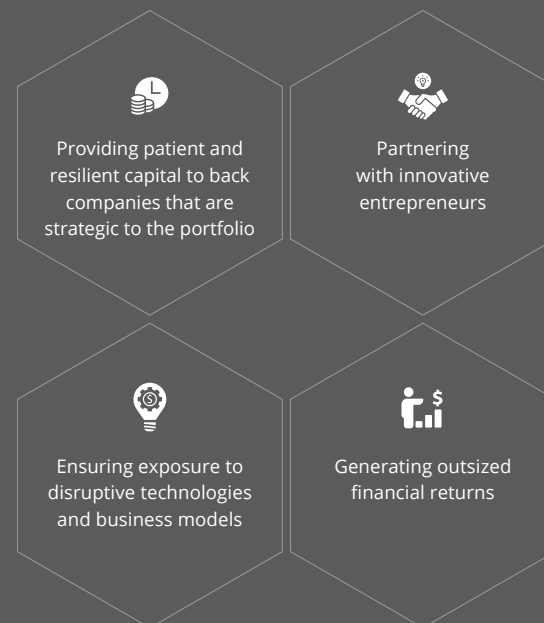 Providing patient and
resilient capital to back
companies that are
strategic to the portfolio
Partnering
with innovative
entrepreneurs
Ensuring exposure to
disruptive technologies
and business models
$
Generating outsized
financial returns